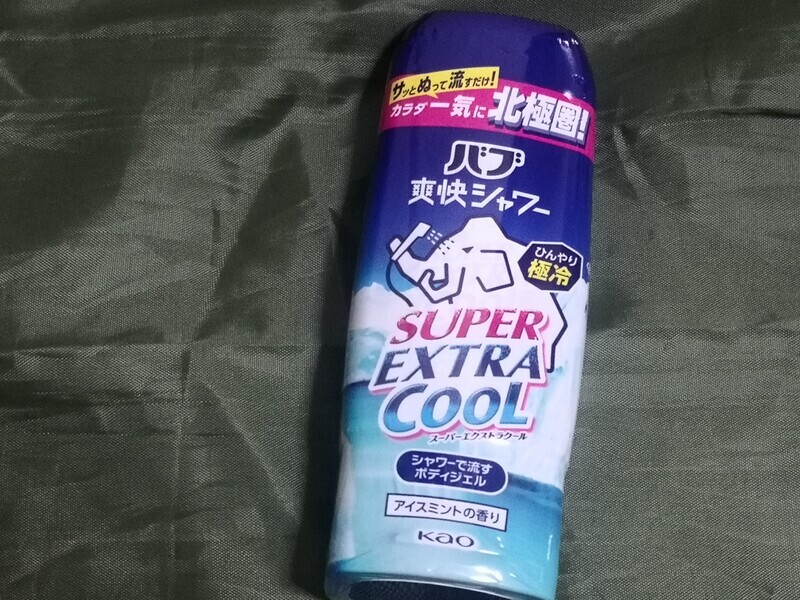 サッとぬって流すだけ!
カラダ一気に北極圏!
バブ
爽快シャワー
ひんやり
極冷
SUPER
EXTRA
COOL
スーパーエクストラクール
シャワーで流す
ボディジェル
アイスミントの香り
Kao